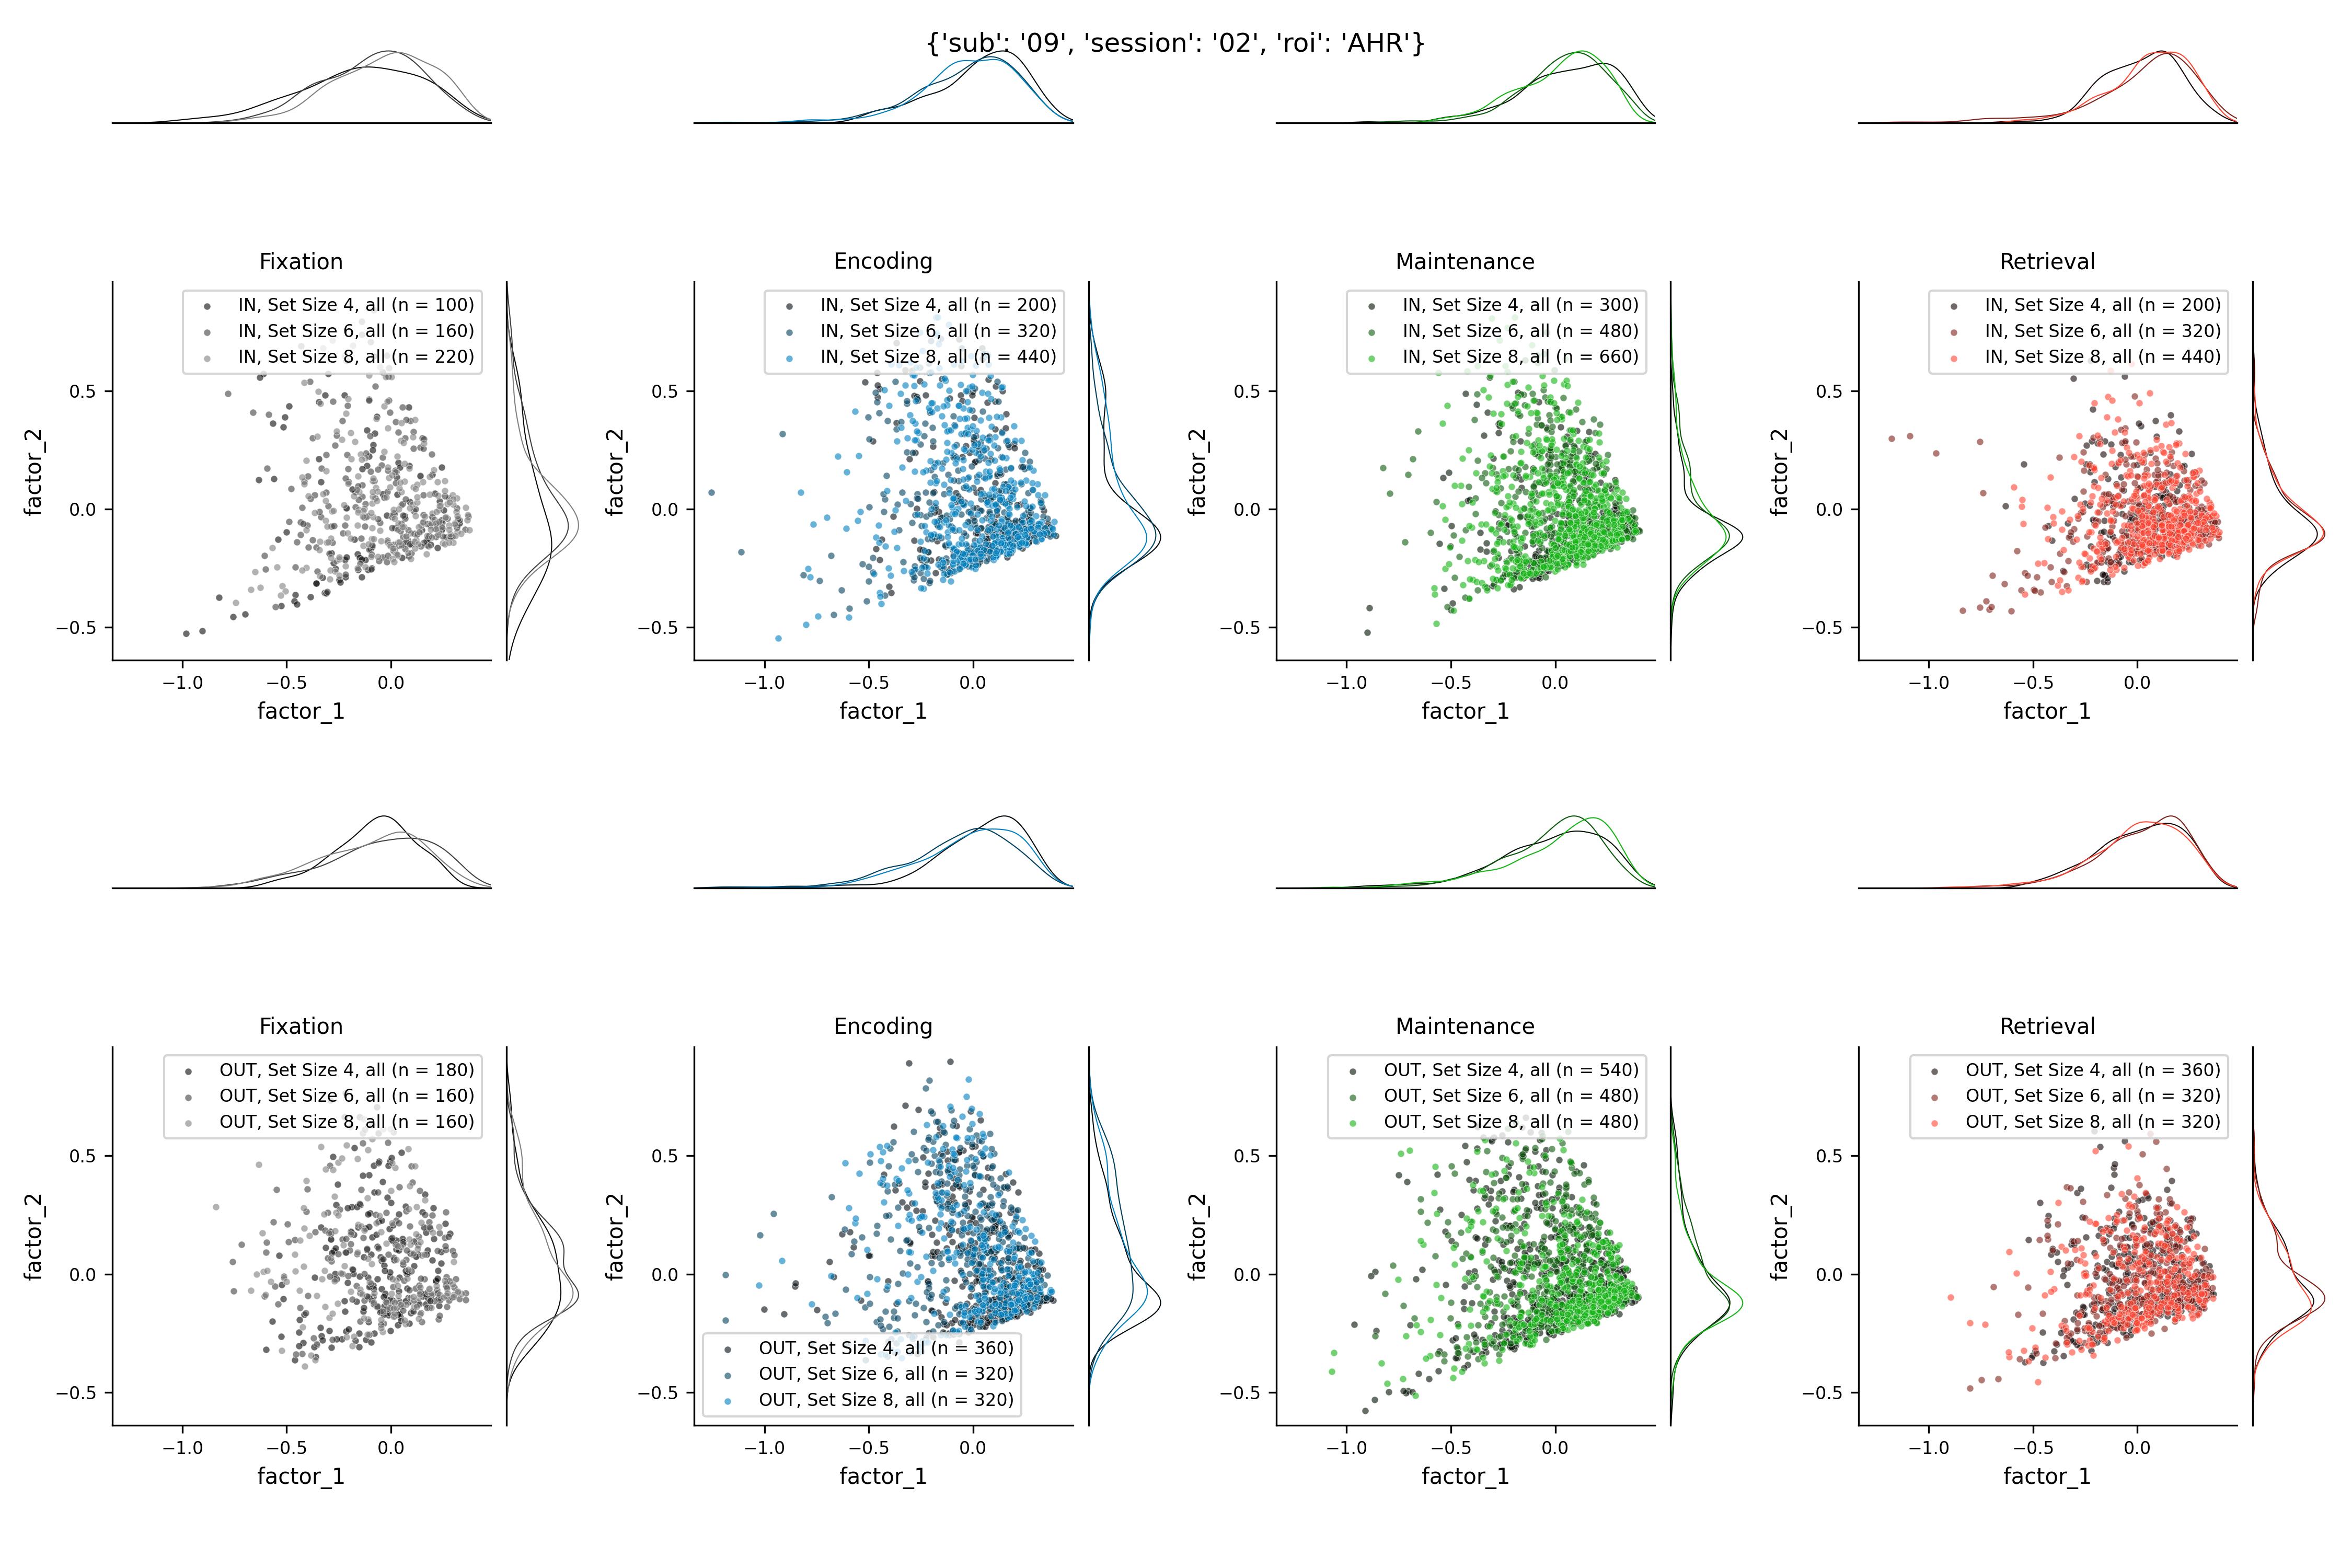 {'sub': '09', 'session': '02', 'roi': 'AHR'}
Fixation
IN, Set Size 4, all (n = 100)
IN, Set Size 6, all (n = 160)
IN, Set Size 8, all (n = 220)
0.5
0.0
−0.5
factor_2
−1.0 −0.5 0.0
factor_1
Encoding
IN, Set Size 4, all (n = 200)
IN, Set Size 6, all (n = 320)
IN, Set Size 8, all (n = 440)
0.5
0.0
−0.5
factor_2
−1.0 −0.5 0.0
factor_1
Maintenance
IN, Set Size 4, all (n = 300)
IN, Set Size 6, all (n = 480)
IN, Set Size 8, all (n = 660)
0.5
0.0
−0.5
factor_2
−1.0 −0.5 0.0
factor_1
Retrieval
IN, Set Size 4, all (n = 200)
IN, Set Size 6, all (n = 320)
IN, Set Size 8, all (n = 440)
0.5
0.0
−0.5
factor_2
−1.0 −0.5 0.0
factor_1
Fixation
OUT, Set Size 4, all (n = 180)
OUT, Set Size 6, all (n = 160)
OUT, Set Size 8, all (n = 160)
0.5
0.0
−0.5
factor_2
−1.0 −0.5 0.0
factor_1
Encoding
0.5
0.0
−0.5
factor_2
OUT, Set Size 4, all (n = 360)
OUT, Set Size 6, all (n = 320)
OUT, Set Size 8, all (n = 320)
−1.0 −0.5 0.0
factor_1
Maintenance
OUT, Set Size 4, all (n = 540)
OUT, Set Size 6, all (n = 480)
OUT, Set Size 8, all (n = 480)
0.5
0.0
−0.5
factor_2
−1.0 −0.5 0.0
factor_1
Retrieval
OUT, Set Size 4, all (n = 360)
OUT, Set Size 6, all (n = 320)
OUT, Set Size 8, all (n = 320)
0.5
0.0
−0.5
factor_2
−1.0 −0.5 0.0
factor_1